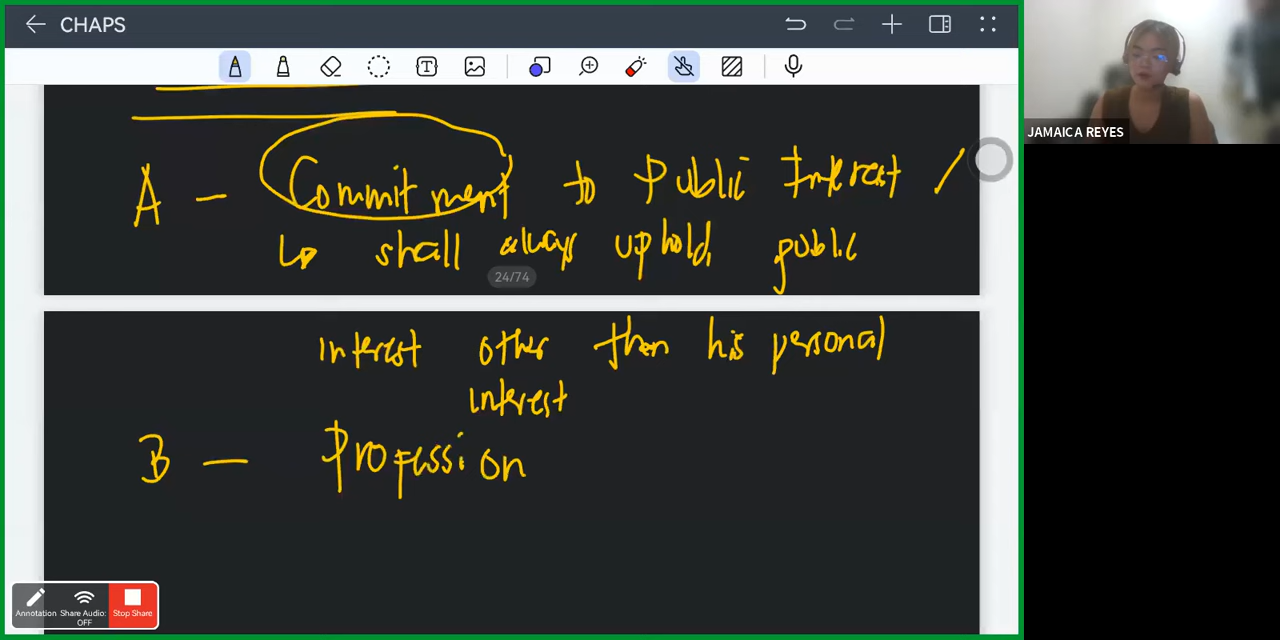 CHAPS
JAMAICA REYES
A - Commitment to Public Interest /
↳ shall always uphold public
24/74
interest other than his personal
interest
B - Profession
Annotation Share Audio: OFF Stop Share